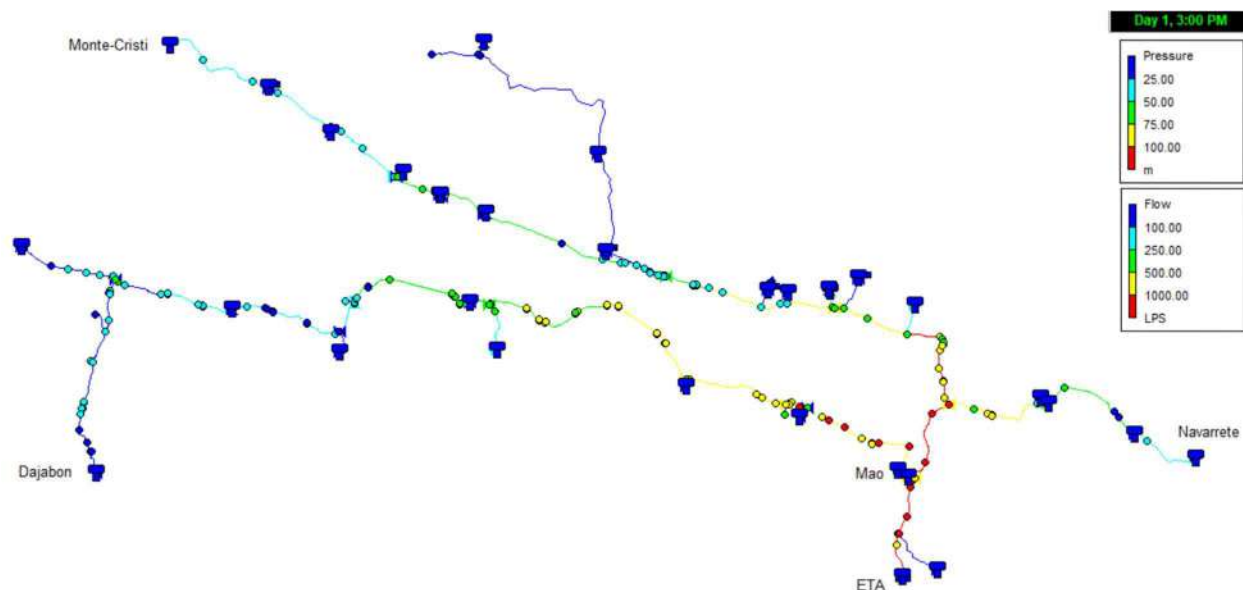 Day 1, 3:00 PM
Monte-Cristi
Pressure
25.00
50.00
75.00
100.00
m
Flow
100.00
250.00
500.00
1000.00
LPS
Navarrete
Dajabon
Mao
ETA